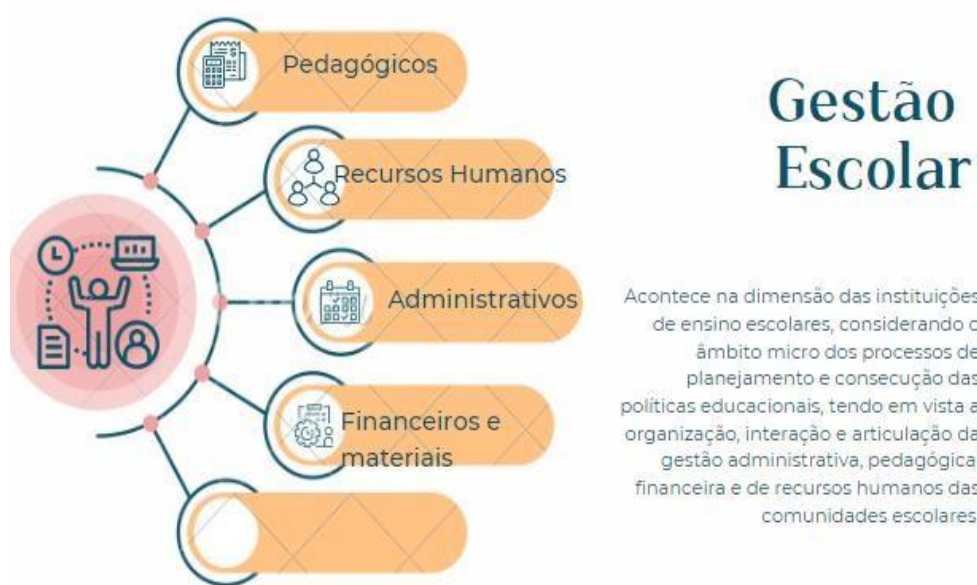 Pedagógicos
Recursos Humanos
Administrativos
Financeiros e
materiais
Gestão
Escolar
Acontece na dimensão das instituições
de ensino escolares, considerando o
âmbito micro dos processos de
planejamento e consecução das
políticas educacionais, tendo em vista a
organização, interação e articulação da
gestão administrativa, pedagógica
financeira e de recursos humanos das
comunidades escolares